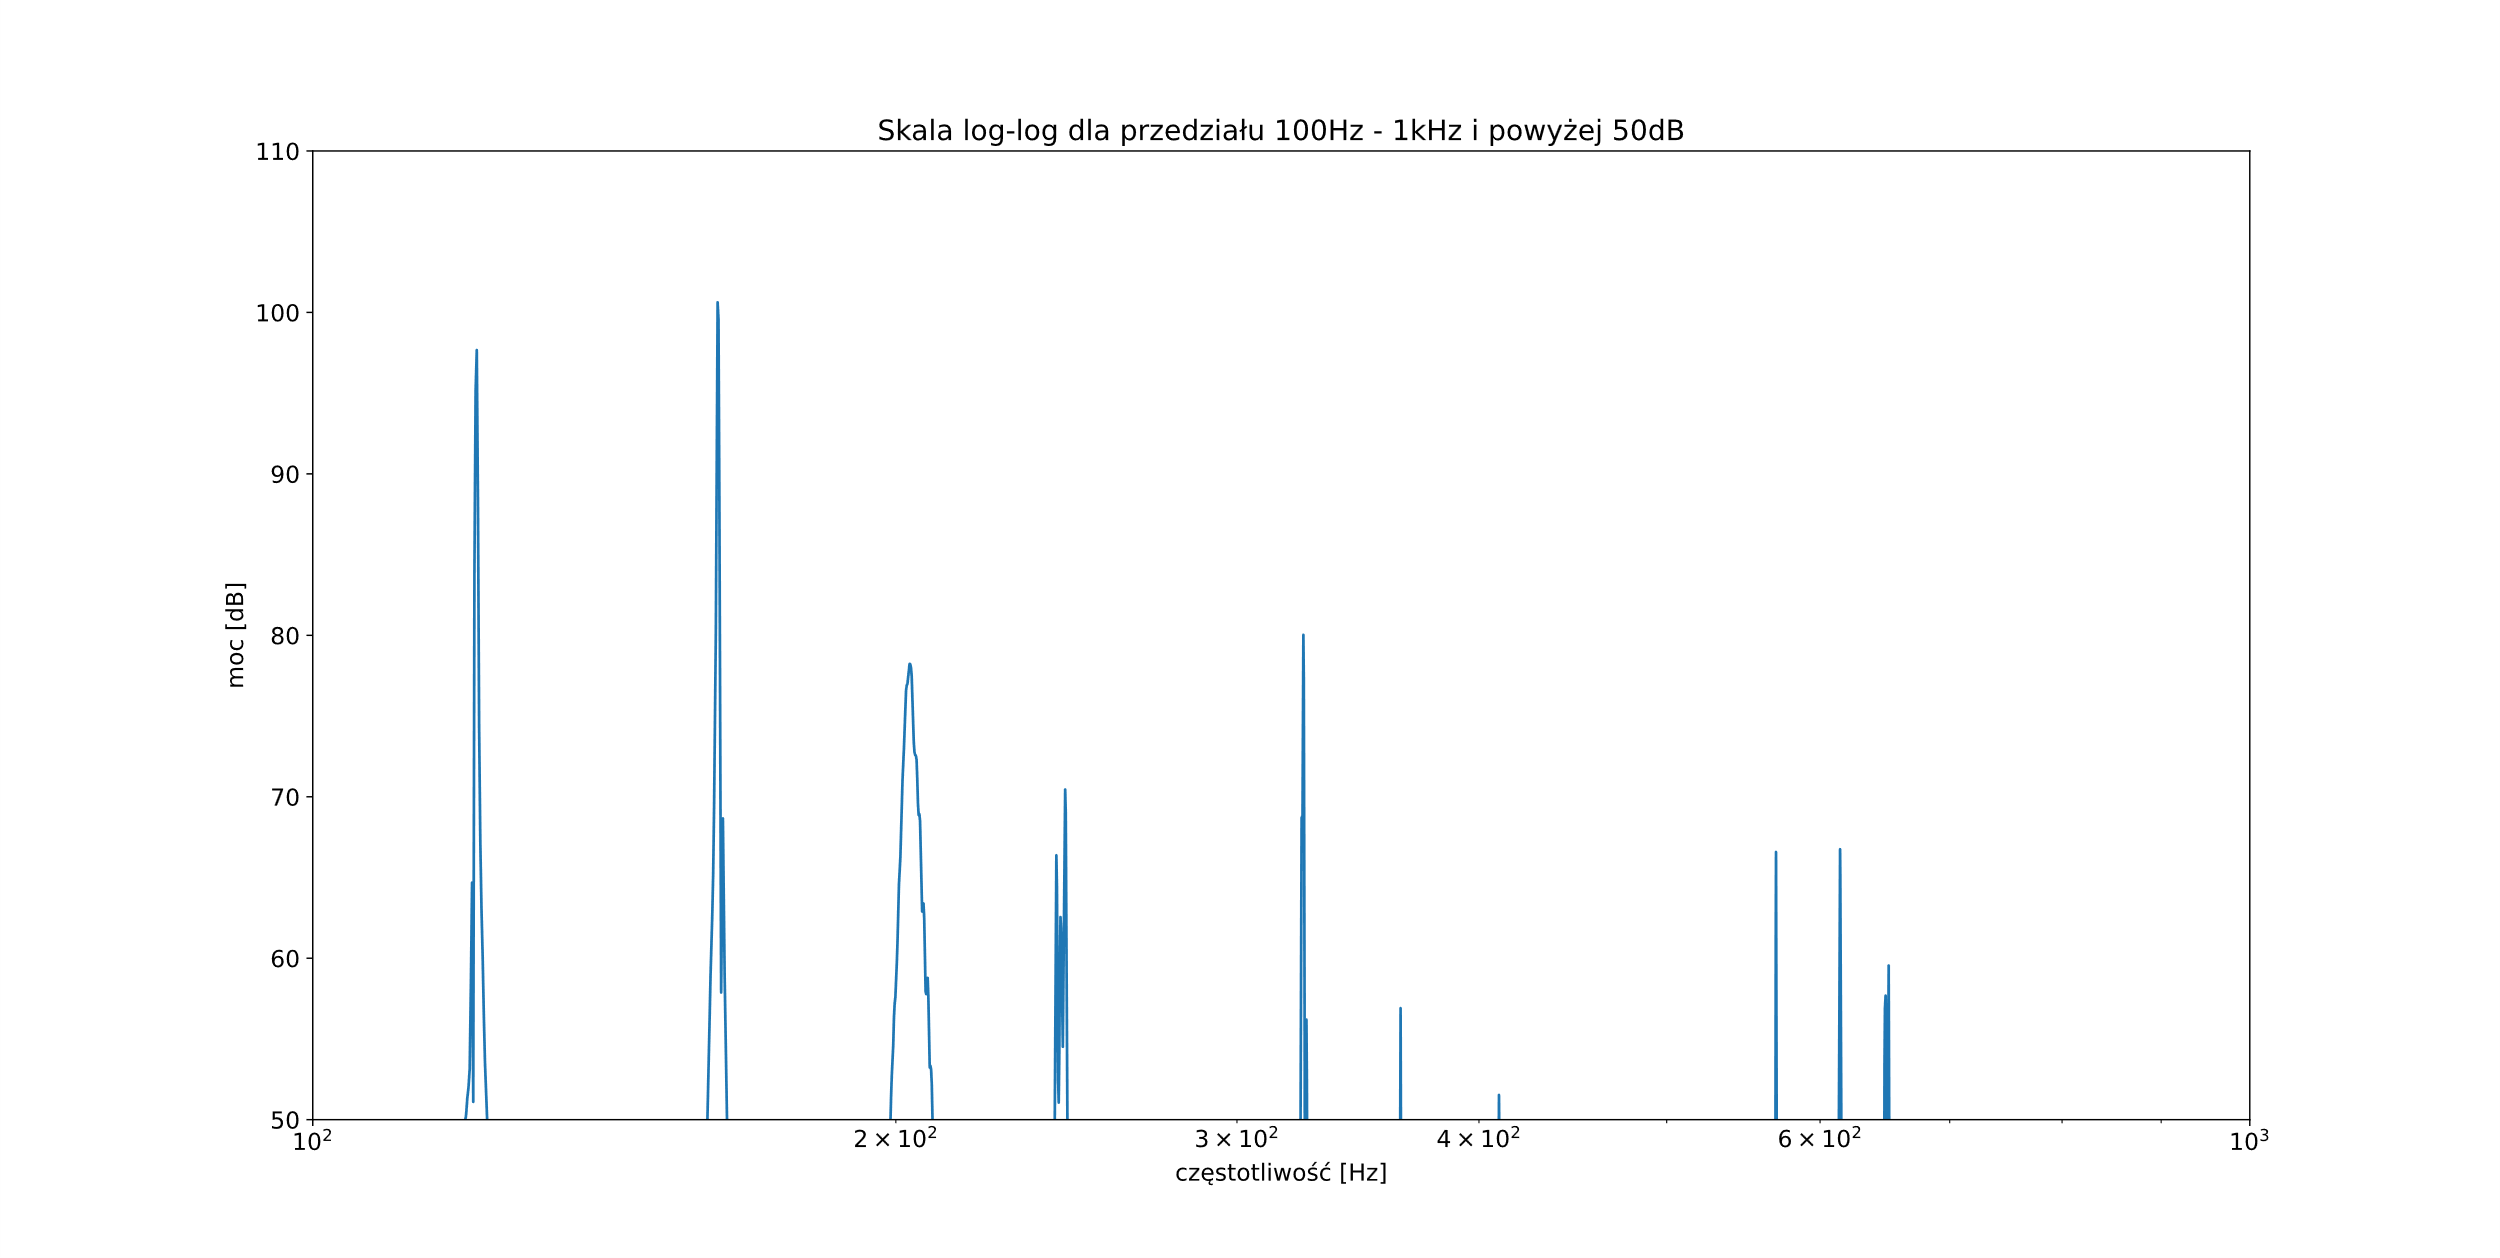 Skala log-log dla przedziału 100Hz - 1kHz i powyżej 50dB
110
100
90
80
70
60
50
moc [dB]
10²
2 × 10²
3 × 10²
4 × 10²
6 × 10²
10³
częstotliwość [Hz]